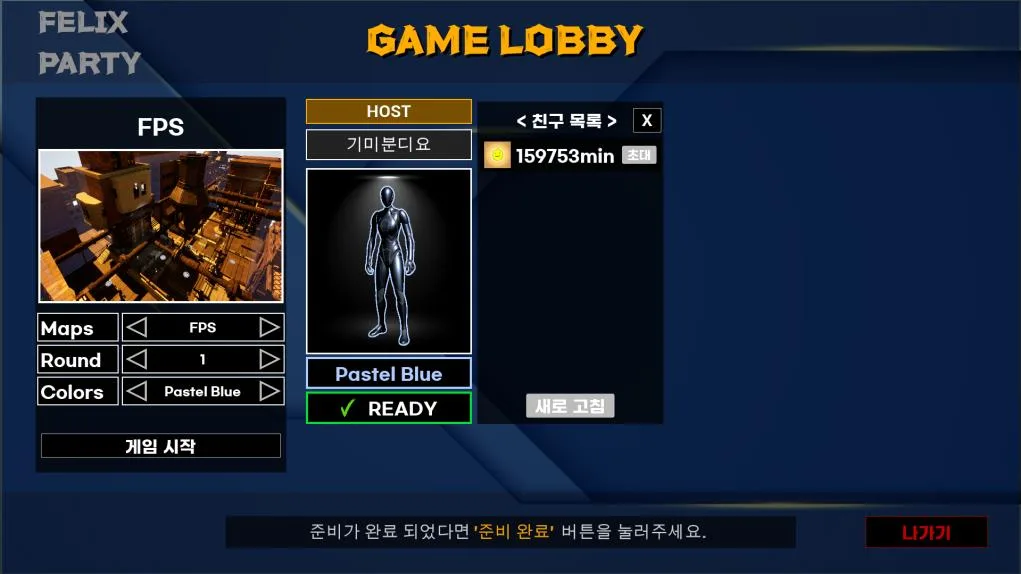 FELIX
PARTY
GAME LOBBY
FPS
Maps FPS
Round 1
Colors Pastel Blue
게임 시작
HOST
기미분디요
Pastel Blue
✓ READY
< 친구 목록 > X
159753min 초대
새로 고침
준비가 완료 되었다면 '준비 완료' 버튼을 눌러주세요.
나가기